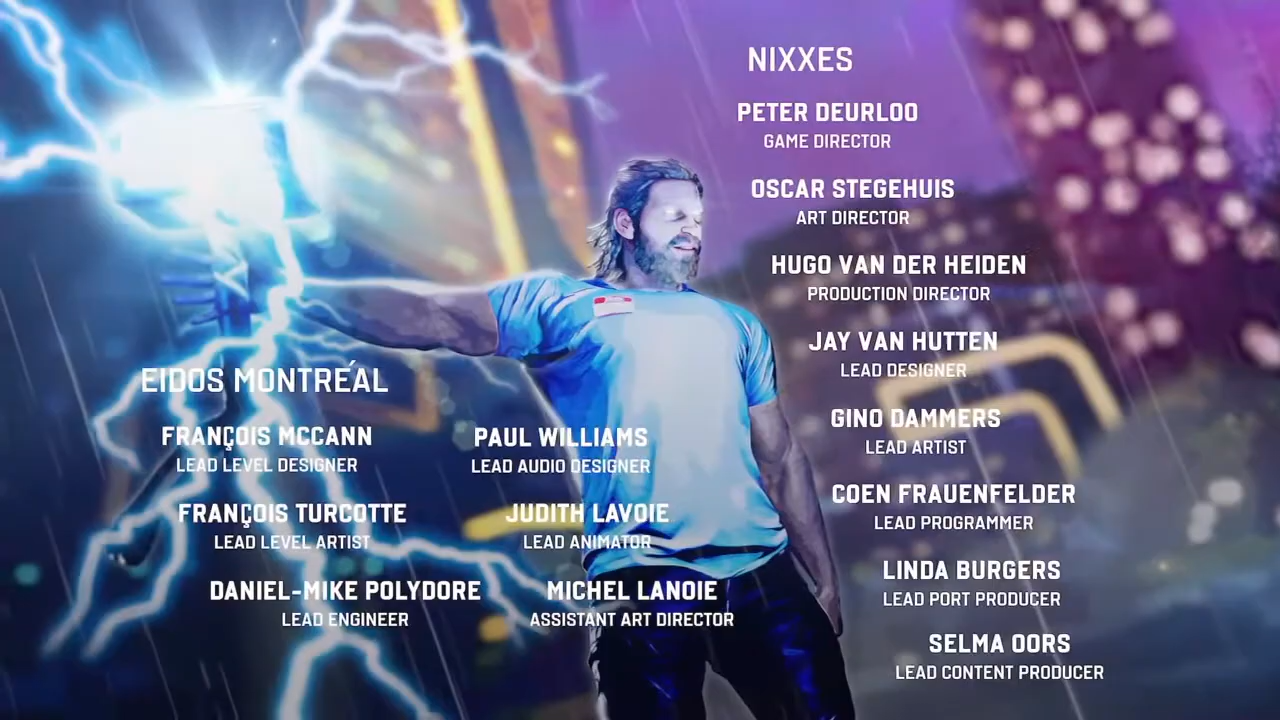 NIXXES
PETER DEURLOO
GAME DIRECTOR
OSCAR STEGEHUIS
ART DIRECTOR
HUGO VAN DER HEIDEN
PRODUCTION DIRECTOR
JAY VAN HUTTEN
LEAD DESIGNER
GINO DAMMERS
LEAD ARTIST
COEN FRAUENFELDER
LEAD PROGRAMMER
LINDA BURGERS
LEAD PORT PRODUCER
SELMA OORS
LEAD CONTENT PRODUCER
EIDOS MONTRÉAL
FRANÇOIS MCCANN
LEAD LEVEL DESIGNER
FRANÇOIS TURCOTTE
LEAD LEVEL ARTIST
DANIEL-MIKE POLYDORE
LEAD ENGINEER
PAUL WILLIAMS
LEAD AUDIO DESIGNER
JUDITH LAVOIE
LEAD ANIMATOR
MICHEL LANOIE
ASSISTANT ART DIRECTOR